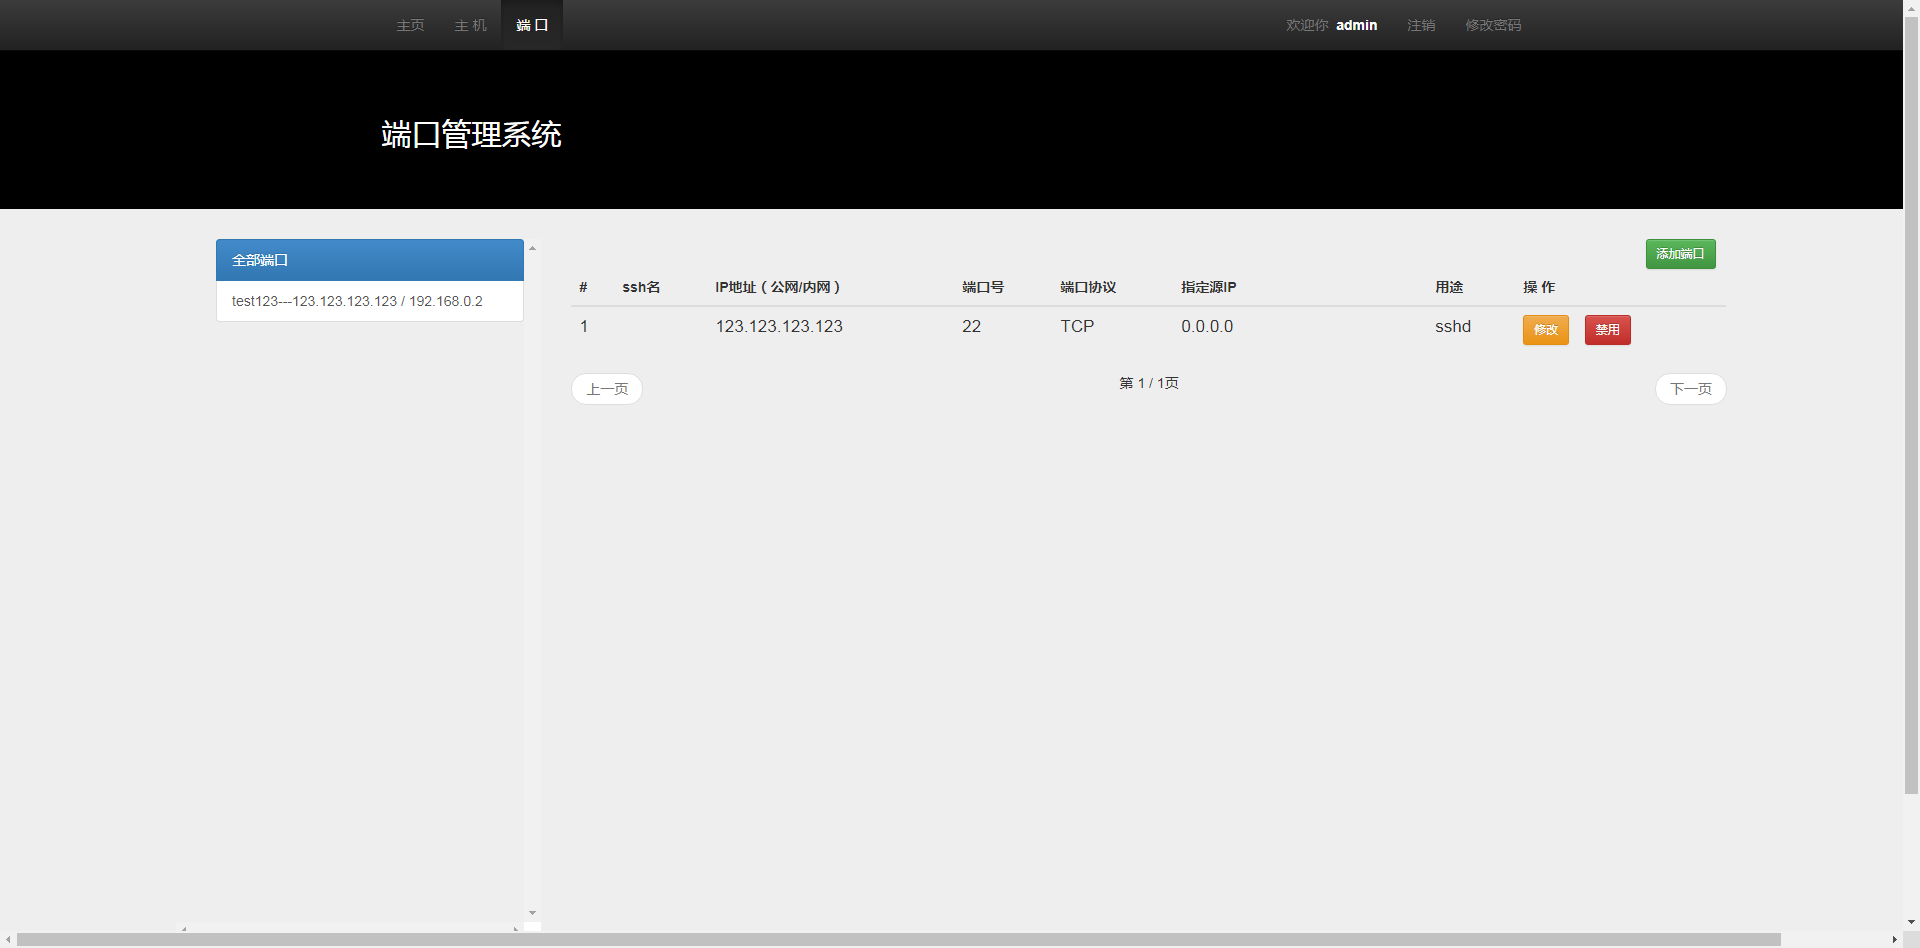 主页 主 机 端 口 欢迎你 admin 注销 修改密码
端口管理系统
全部端口
test123---123.123.123.123 / 192.168.0.2
添加端口
# ssh名 IP地址（公网/内网） 端口号 端口协议 指定源IP 用途 操 作
1 123.123.123.123 22 TCP 0.0.0.0 sshd 修改 禁用
上一页 第 1 / 1页 下一页